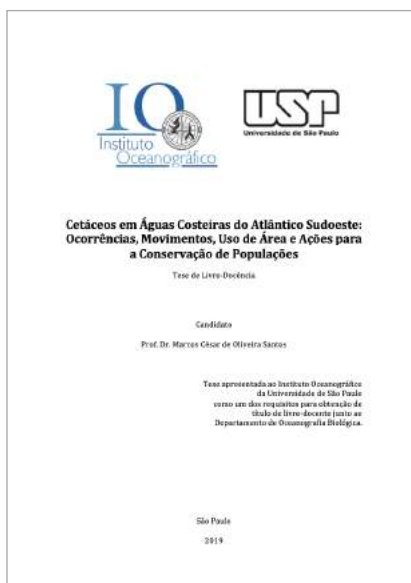 IO
Instituto
Oceanográfico
USP
Universidade de São Paulo
Cetáceos em Águas Costeiras do Atlântico Sudoeste:
Ocorrências, Movimentos, Uso de Área e Ações para
a Conservação de Populações
Tese de Livre-Docência
Candidato
Prof. Dr. Marcos César de Oliveira Santos
Tese apresentada ao Instituto Oceanográfico
da Universidade de São Paulo
como um dos requisitos para obtenção de
título de livre-docente junto ao
Departamento de Oceanografia Biológica.
São Paulo
2019